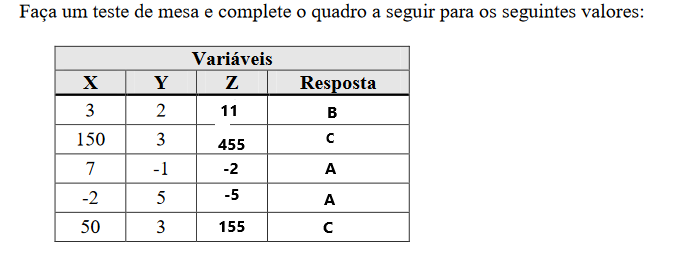 Faça um teste de mesa e complete o quadro a seguir para os seguintes valores:
Variáveis
X Y Z Resposta
3 2 11 B
150 3 455 C
7 -1 -2 A
-2 5 -5 A
50 3 155 C